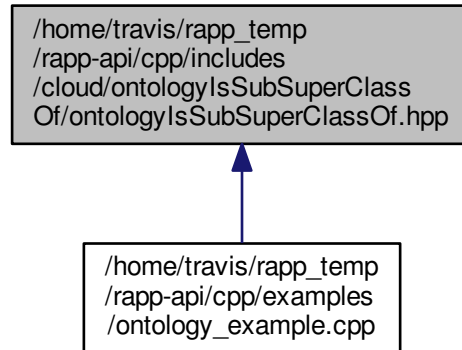 /home/travis/rapp_temp
/rapp-api/cpp/includes
/cloud/ontologyIsSubSuperClass
Of/ontologyIsSubSuperClassOf.hpp
/home/travis/rapp_temp
/rapp-api/cpp/examples
/ontology_example.cpp